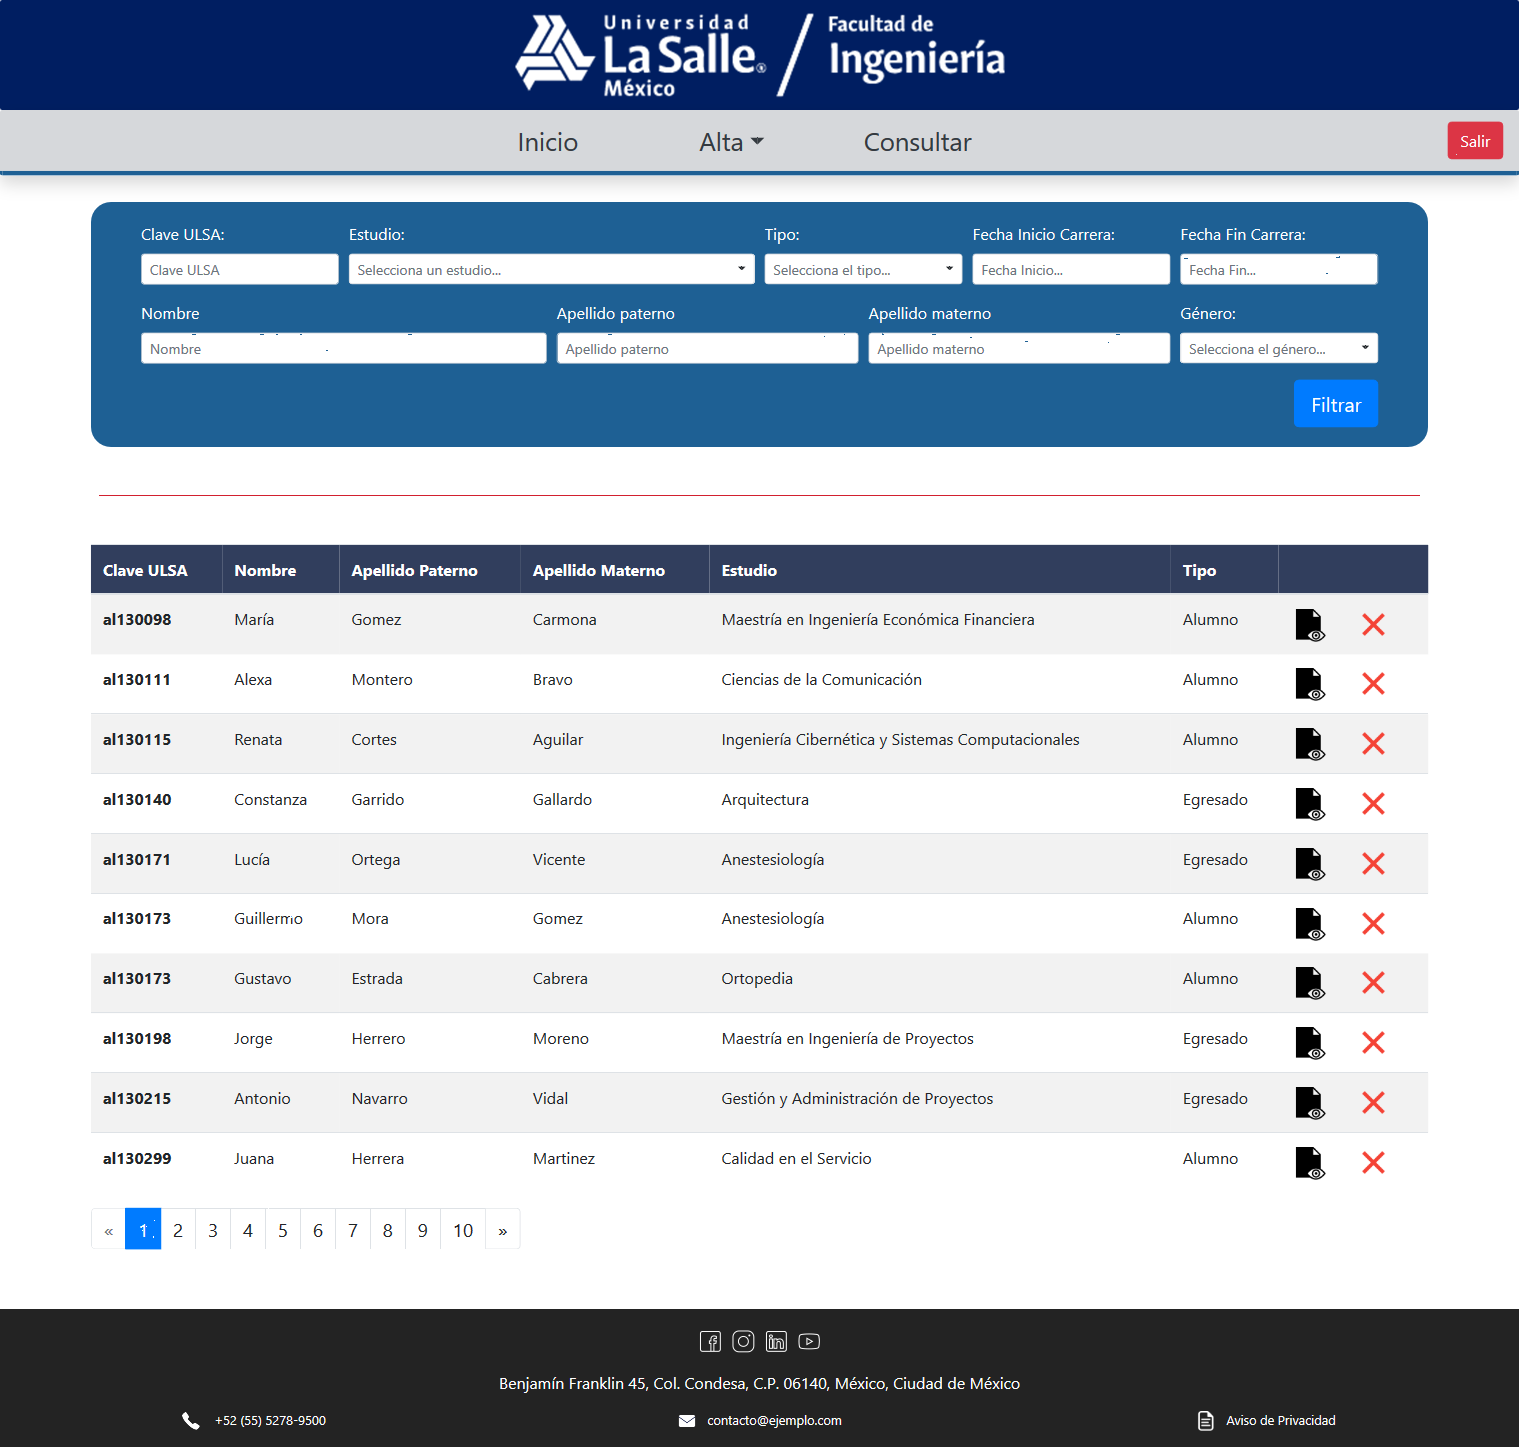 Universidad
La Salle®
México
Facultad de
Ingeniería
Inicio Alta Consultar Salir
Clave ULSA: Estudio: Tipo: Fecha Inicio Carrera: Fecha Fin Carrera:
Clave ULSA Selecciona un estudio... Selecciona el tipo... Fecha Inicio... Fecha Fin...
Nombre Apellido paterno Apellido materno Género:
Nombre Apellido paterno Apellido materno Selecciona el género...
Filtrar
Clave ULSA Nombre Apellido Paterno Apellido Materno Estudio Tipo
al130098 María Gomez Carmona Maestría en Ingeniería Económica Financiera Alumno
al130111 Alexa Montero Bravo Ciencias de la Comunicación Alumno
al130115 Renata Cortes Aguilar Ingeniería Cibernética y Sistemas Computacionales Alumno
al130140 Constanza Garrido Gallardo Arquitectura Egresado
al130171 Lucía Ortega Vicente Anestesiología Egresado
al130173 Guillermo Mora Gomez Anestesiología Alumno
al130173 Gustavo Estrada Cabrera Ortopedia Alumno
al130198 Jorge Herrero Moreno Maestría en Ingeniería de Proyectos Egresado
al130215 Antonio Navarro Vidal Gestión y Administración de Proyectos Egresado
al130299 Juana Herrera Martinez Calidad en el Servicio Alumno
« 1 2 3 4 5 6 7 8 9 10 »
Benjamín Franklin 45, Col. Condesa, C.P. 06140, México, Ciudad de México
+52 (55) 5278-9500 contacto@ejemplo.com Aviso de Privacidad